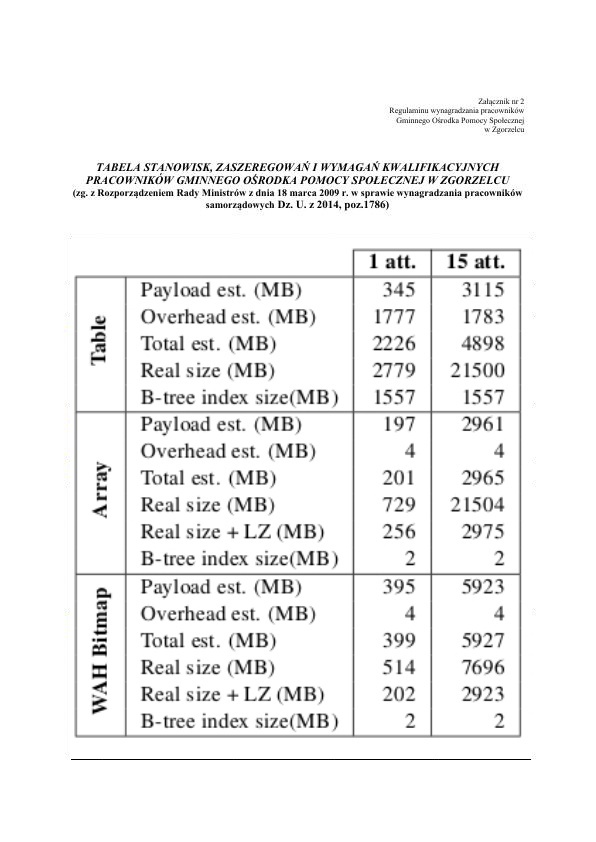 Załącznik nr 2
Regulaminu wynagradzania pracowników
Gminnego Ośrodka Pomocy Społecznej
w Zgorzelcu
TABELA STANOWISK, ZASZEREGOWAŃ I WYMAGAŃ KWALIFIKACYJNYCH
PRACOWNIKÓW GMINNEGO OŚRODKA POMOCY SPOŁECZNEJ W ZGORZELCU
(zg. z Rozporządzeniem Rady Ministrów z dnia 18 marca 2009 r. w sprawie wynagradzania pracowników
samorządowych Dz. U. z 2014, poz.1786)
1 att. 15 att.
Table
Payload est. (MB) 345 3115
Overhead est. (MB) 1777 1783
Total est. (MB) 2226 4898
Real size (MB) 2779 21500
B-tree index size(MB) 1557 1557
Array
Payload est. (MB) 197 2961
Overhead est. (MB) 4 4
Total est. (MB) 201 2965
Real size (MB) 729 21504
Real size + LZ (MB) 256 2975
B-tree index size(MB) 2 2
WAH Bitmap
Payload est. (MB) 395 5923
Overhead est. (MB) 4 4
Total est. (MB) 399 5927
Real size (MB) 514 7696
Real size + LZ (MB) 202 2923
B-tree index size(MB) 2 2